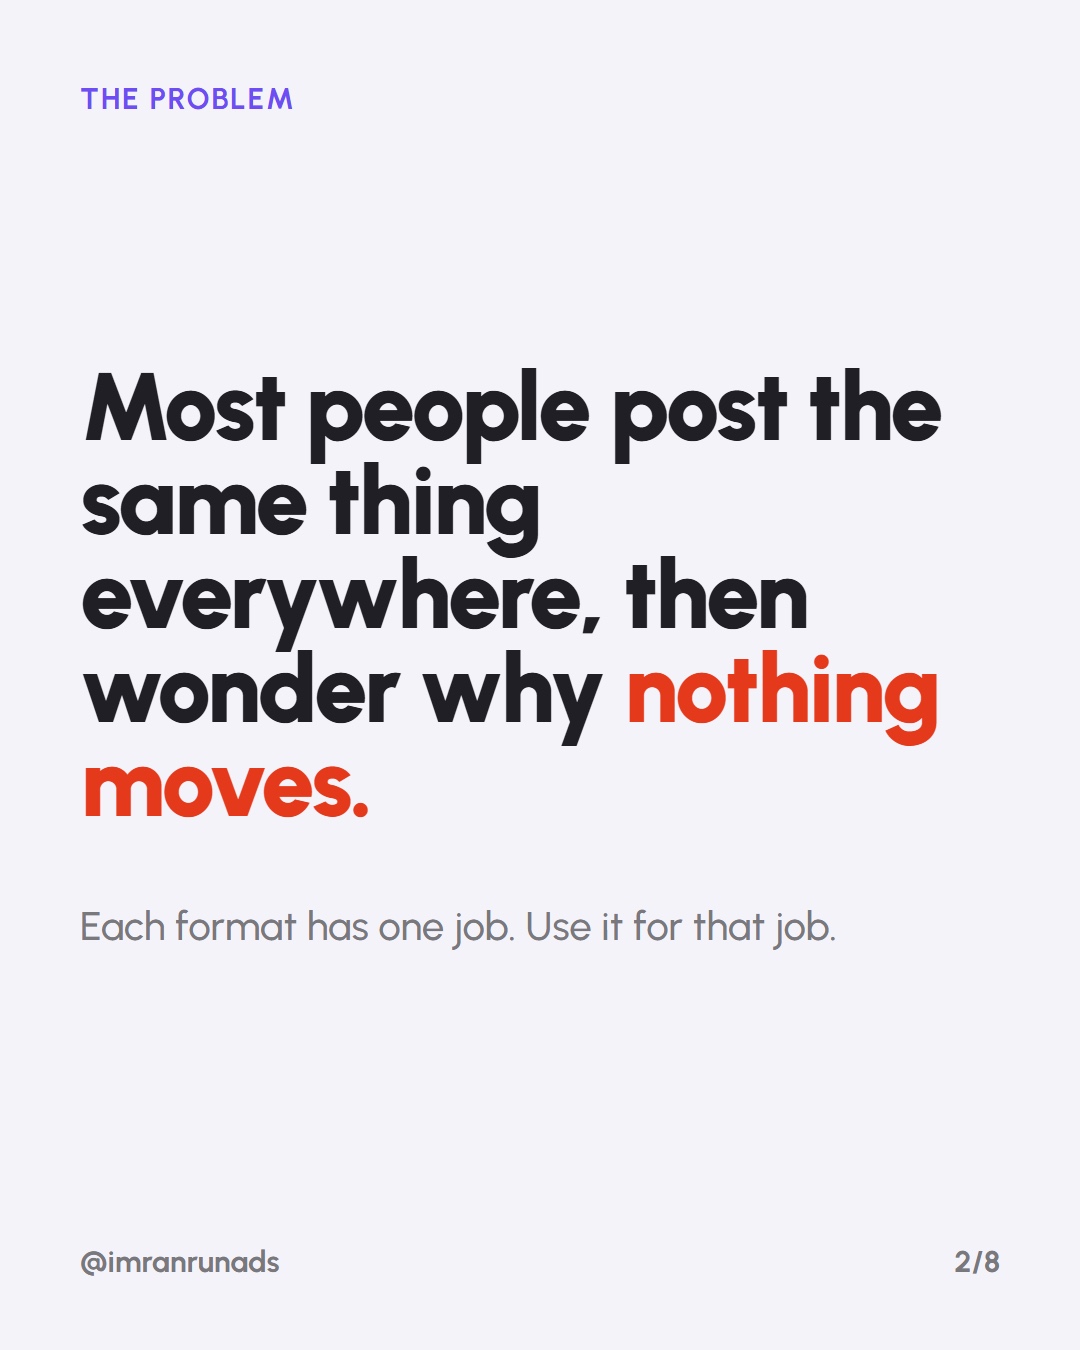 THE PROBLEM
Most people post the
same thing
everywhere, then
wonder why nothing
moves.
Each format has one job. Use it for that job.
@imranrunads
2/8